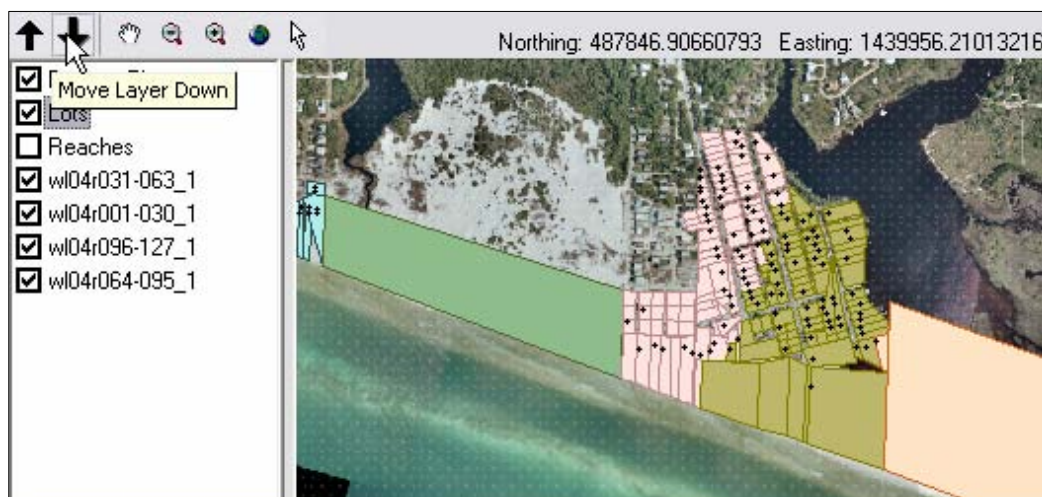 Northing: 487846.90660793 Easting: 1439956.21013216
Move Layer Down
Lots
Reaches
wl04r031-063_1
wl04r001-030_1
wl04r096-127_1
wl04r064-095_1